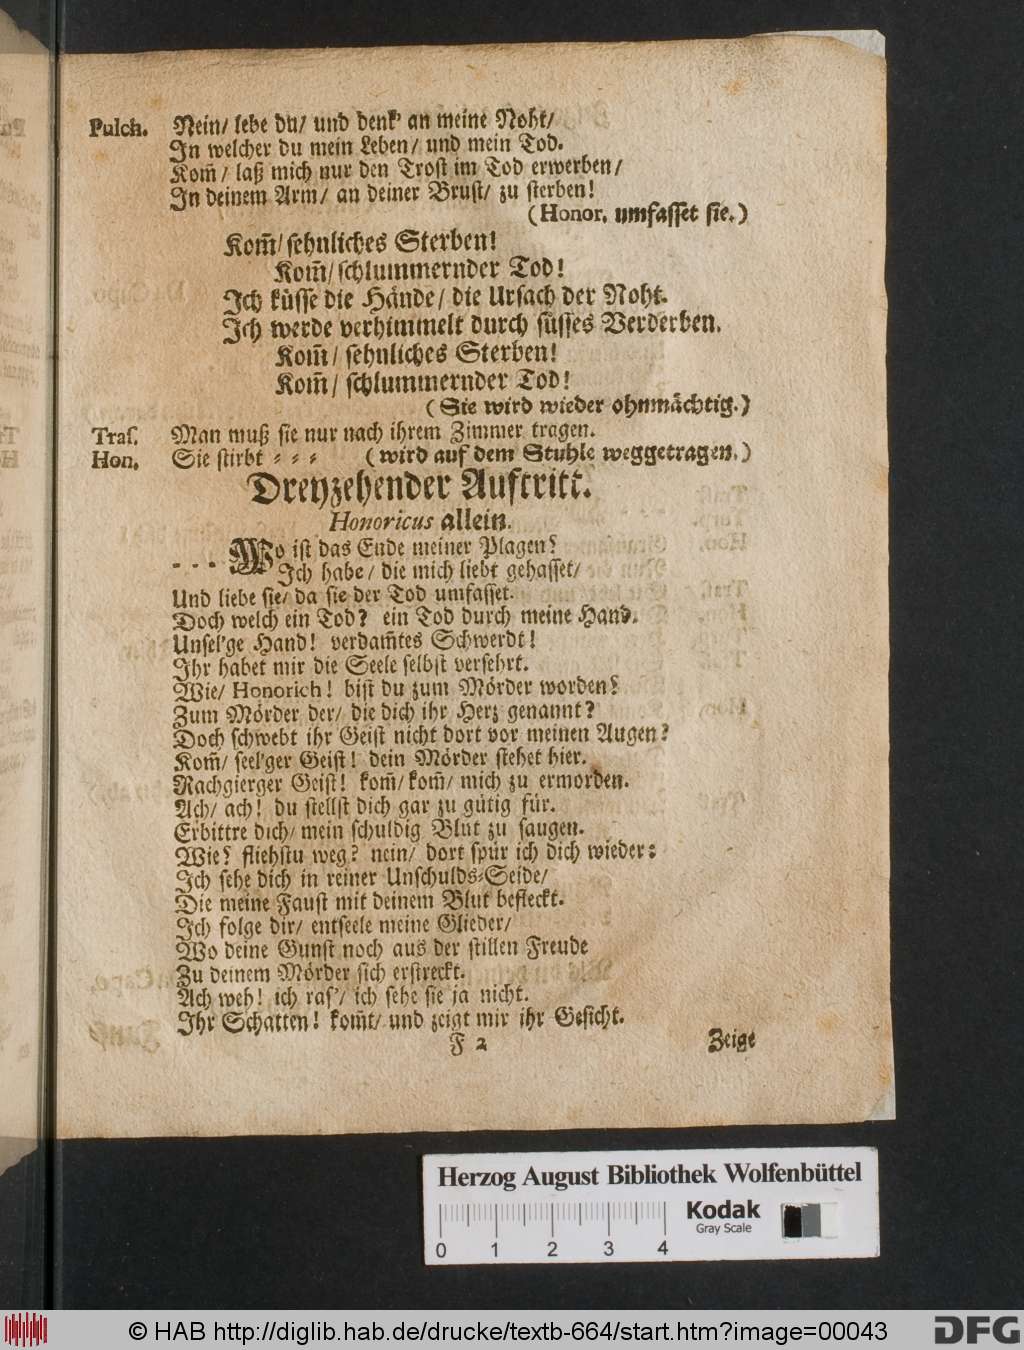 Pulch. Nein/ lebe du/ und denk' an meine Noht/
In welcher du mein Leben/ und mein Tod.
Kom̃/ laß mich nur den Trost im Tod erwerben/
In deinem Arm/ an deiner Brust/ zu sterben!
(Honor. umfasset sie.)
Kom̃/ sehnliches Sterben!
Kom̃/ schlummernder Tod!
Ich küsse die Hände/ die Ursach der Noht.
Ich werde verhimmelt durch süsses Verderben.
Kom̃/ sehnliches Sterben!
Kom̃/ schlummernder Tod!
(Sie wird wieder ohnmächtig.)
Tras. Man muß sie nur nach ihrem Zimmer tragen.
Hon. Sie stirbt - - - (wird auf dem Stuhle weggetragen.)
Dreyzehender Auftritt.
Honoricus allein.
- - - Wo ist das Ende meiner Plagen?
Ich habe/ die mich liebt gehasset/
Und liebe sie/ da sie der Tod umfasset.
Doch welch ein Tod? ein Tod durch meine Hand.
Unsel'ge Hand! verdam̃tes Schwerdt!
Ihr habet mir die Seele selbst versehrt.
Wie/ Honorich! bist du zum Mörder worden?
Zum Mörder der/ die dich ihr Herz genannt?
Doch schwebt ihr Geist nicht dort vor meinen Augen?
Kom̃/ seel'ger Geist! dein Mörder stehet hier.
Nachgierger Geist! kom̃/ kom̃/ mich zu ermorden.
Ach/ ach! du stellst dich gar zu gütig für.
Erbittre dich/ mein schuldig Blut zu saugen.
Wie? fliehstu weg? nein/ dort spür ich dich wieder:
Ich sehe dich in reiner Unschulds-Seide/
Die meine Faust mit deinem Blut befleckt.
Ich folge dir/ entseele meine Glieder/
Wo deine Gunst noch aus der stillen Freude
Zu deinem Mörder sich erstreckt.
Ach weh! ich ras'/ ich sehe sie ja nicht.
Ihr Schatten! kom̃t/ und zeigt mir ihr Gesicht.
F 2 Zeige
Herzog August Bibliothek Wolfenbüttel
Kodak
Gray Scale
0 1 2 3 4
© HAB http://diglib.hab.de/drucke/textb-664/start.htm?image=00043
DFG